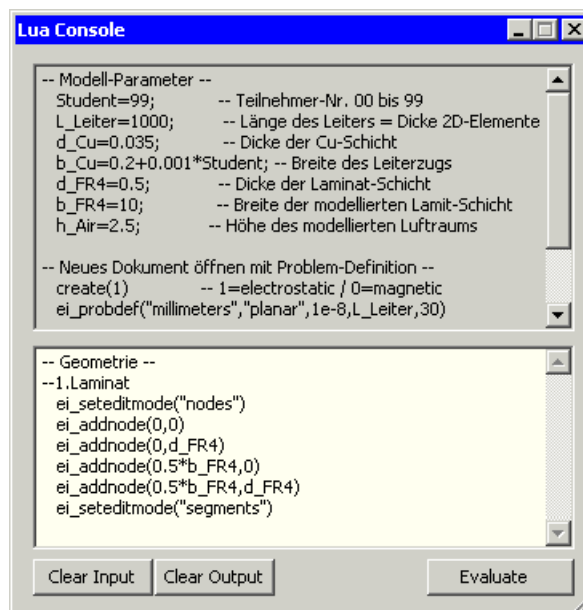 Lua Console
-- Modell-Parameter --
Student=99; -- Teilnehmer-Nr. 00 bis 99
L_Leiter=1000; -- Länge des Leiters = Dicke 2D-Elemente
d_Cu=0.035; -- Dicke der Cu-Schicht
b_Cu=0.2+0.001*Student; -- Breite des Leiterzugs
d_FR4=0.5; -- Dicke der Laminat-Schicht
b_FR4=10; -- Breite der modellierten Lamit-Schicht
h_Air=2.5; -- Höhe des modellierten Luftraums
-- Neues Dokument öffnen mit Problem-Definition --
create(1) -- 1=electrostatic / 0=magnetic
ei_probdef("millimeters","planar",1e-8,L_Leiter,30)
-- Geometrie --
--1.Laminat
ei_seteditmode("nodes")
ei_addnode(0,0)
ei_addnode(0,d_FR4)
ei_addnode(0.5*b_FR4,0)
ei_addnode(0.5*b_FR4,d_FR4)
ei_seteditmode("segments")
Clear Input Clear Output Evaluate